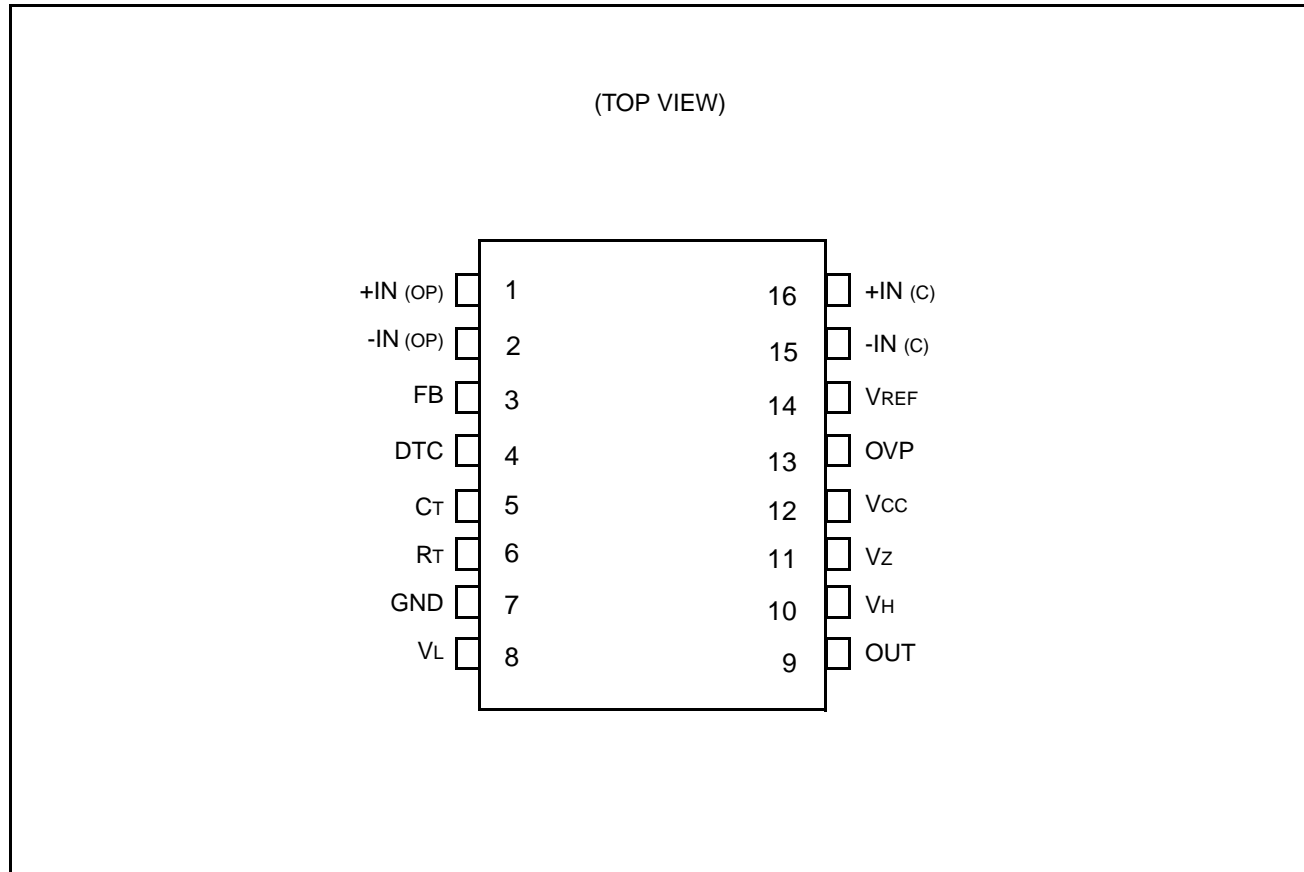 (TOP VIEW)
+IN (OP) 1 16 +IN (C)
-IN (OP) 2 15 -IN (C)
FB 3 14 VREF
DTC 4 13 OVP
CT 5 12 VCC
RT 6 11 VZ
GND 7 10 VH
VL 8 9 OUT